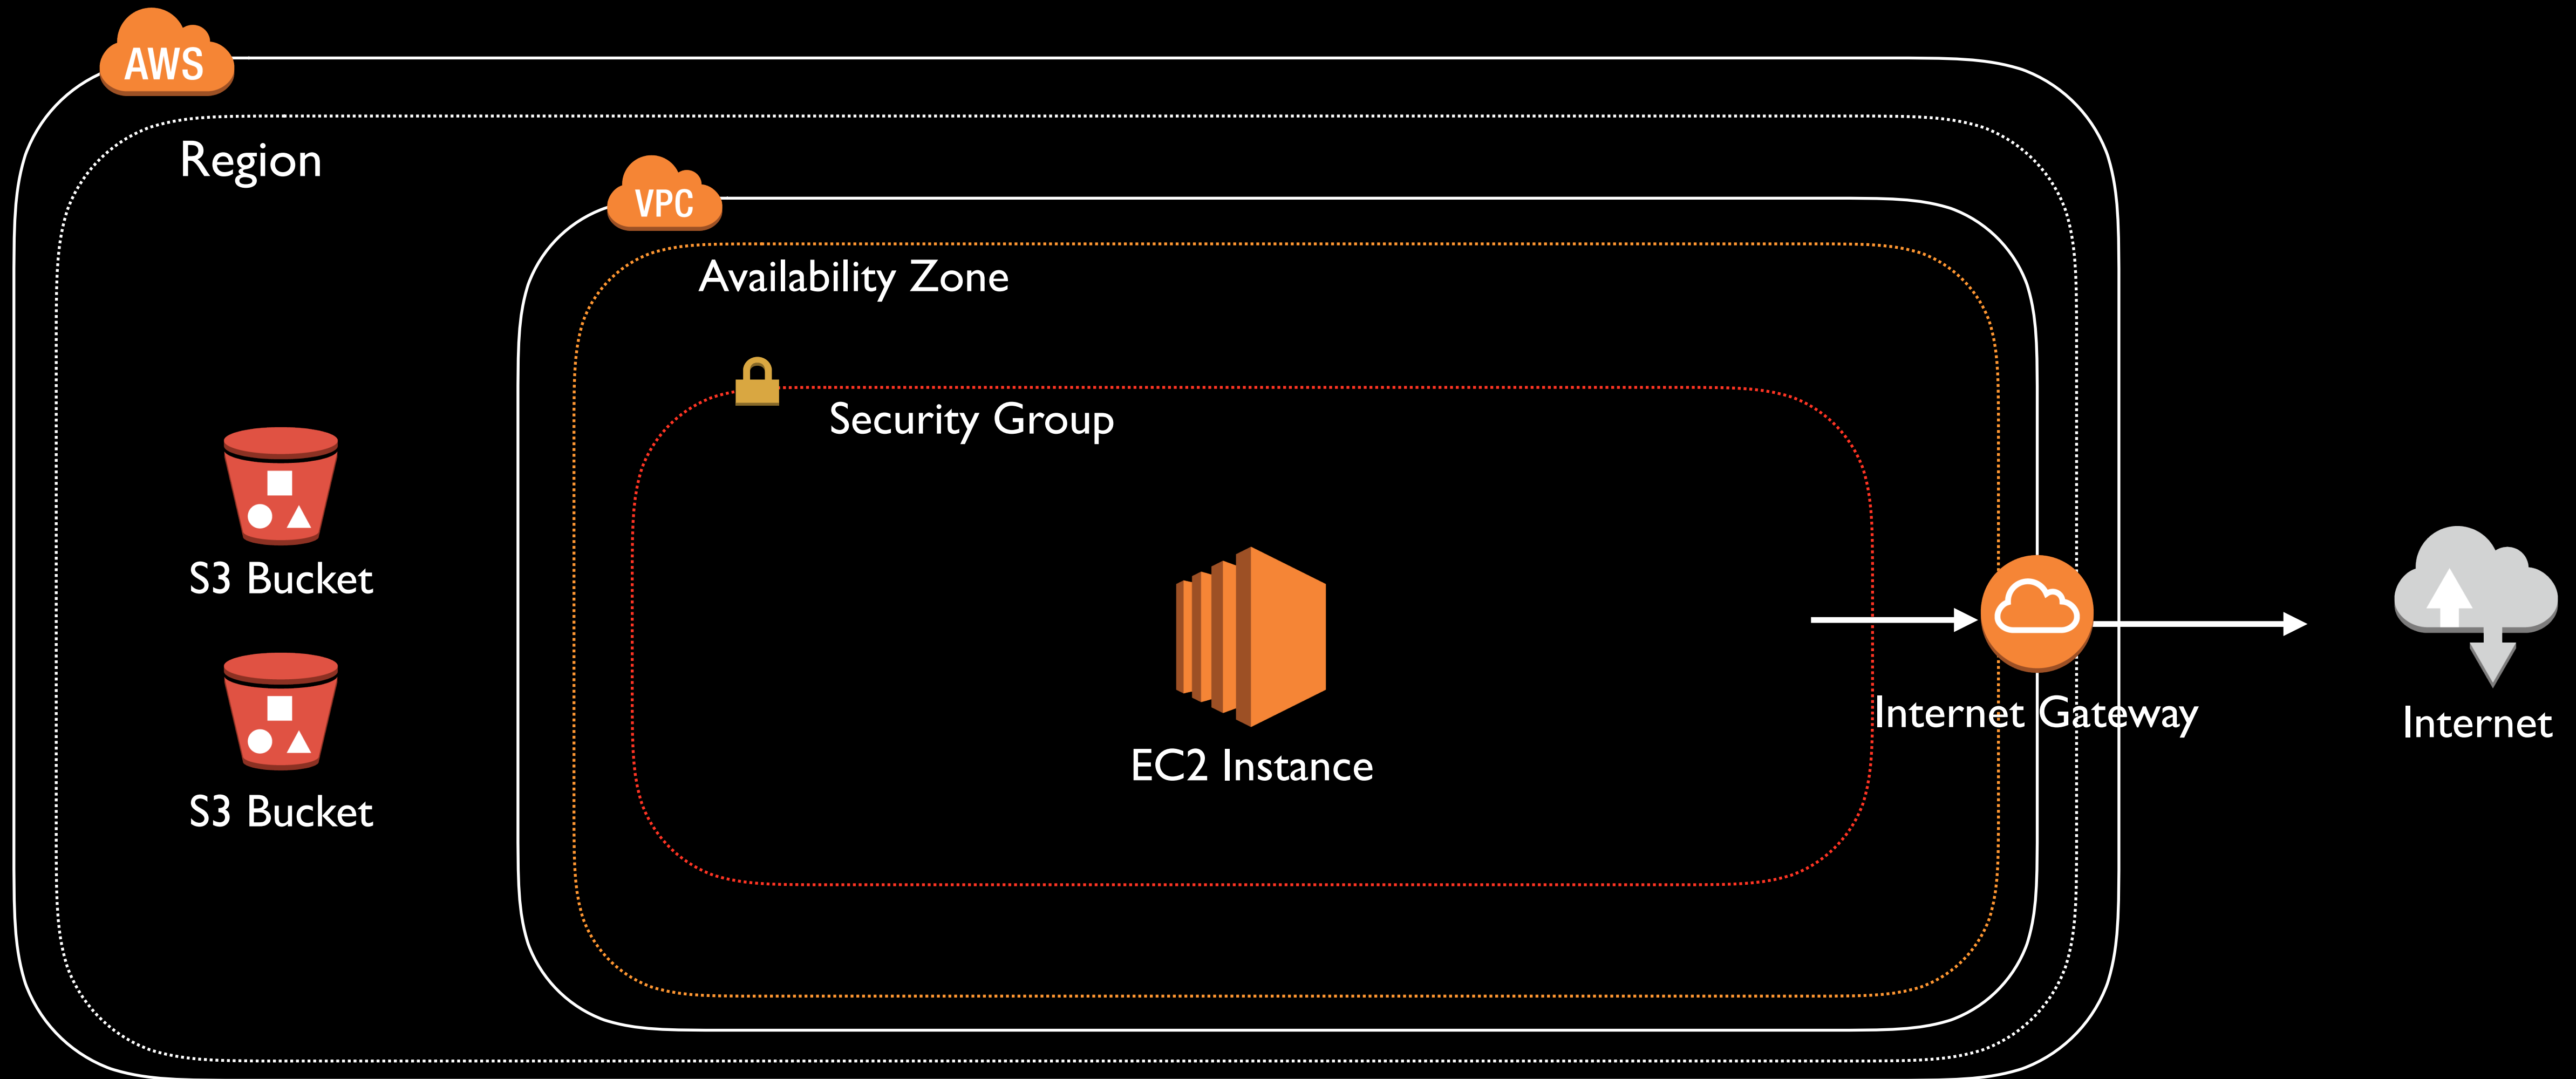 AWS
Region
VPC
Availability Zone
Security Group
S3 Bucket
S3 Bucket
EC2 Instance
Internet Gateway
Internet